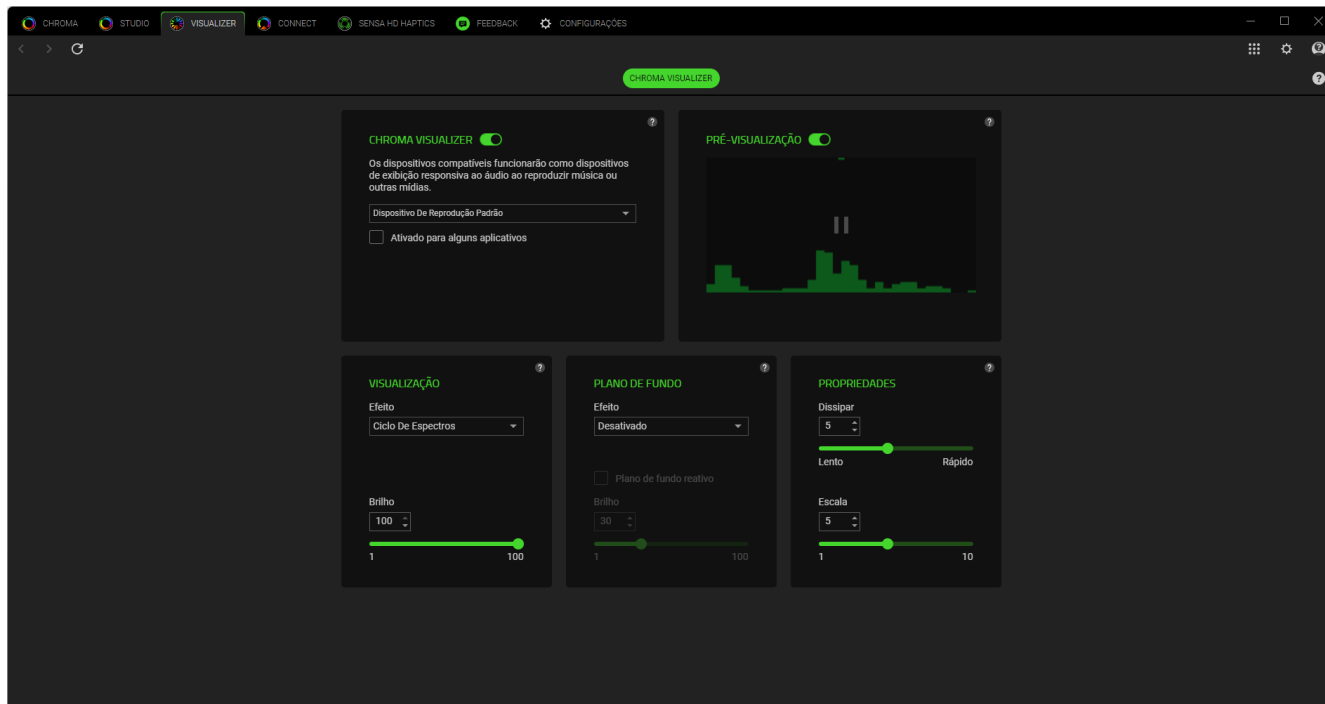 CHROMA
STUDIO
VISUALIZER
CONNECT
SENSA HD HAPTICS
FEEDBACK
CONFIGURAÇÕES
CHROMA VISUALIZER
CHROMA VISUALIZER
Os dispositivos compatíveis funcionarão como dispositivos
de exibição responsiva ao áudio ao reproduzir música ou
outras mídias.
Dispositivo De Reprodução Padrão
Ativado para alguns aplicativos
PRÉ-VISUALIZAÇÃO
VISUALIZAÇÃO
Efeito
Ciclo De Espectros
Brilho
100
1 100
PLANO DE FUNDO
Efeito
Desativado
Plano de fundo reativo
Brilho
30
1 100
PROPRIEDADES
Dissipar
5
Lento Rápido
Escala
5
1 10